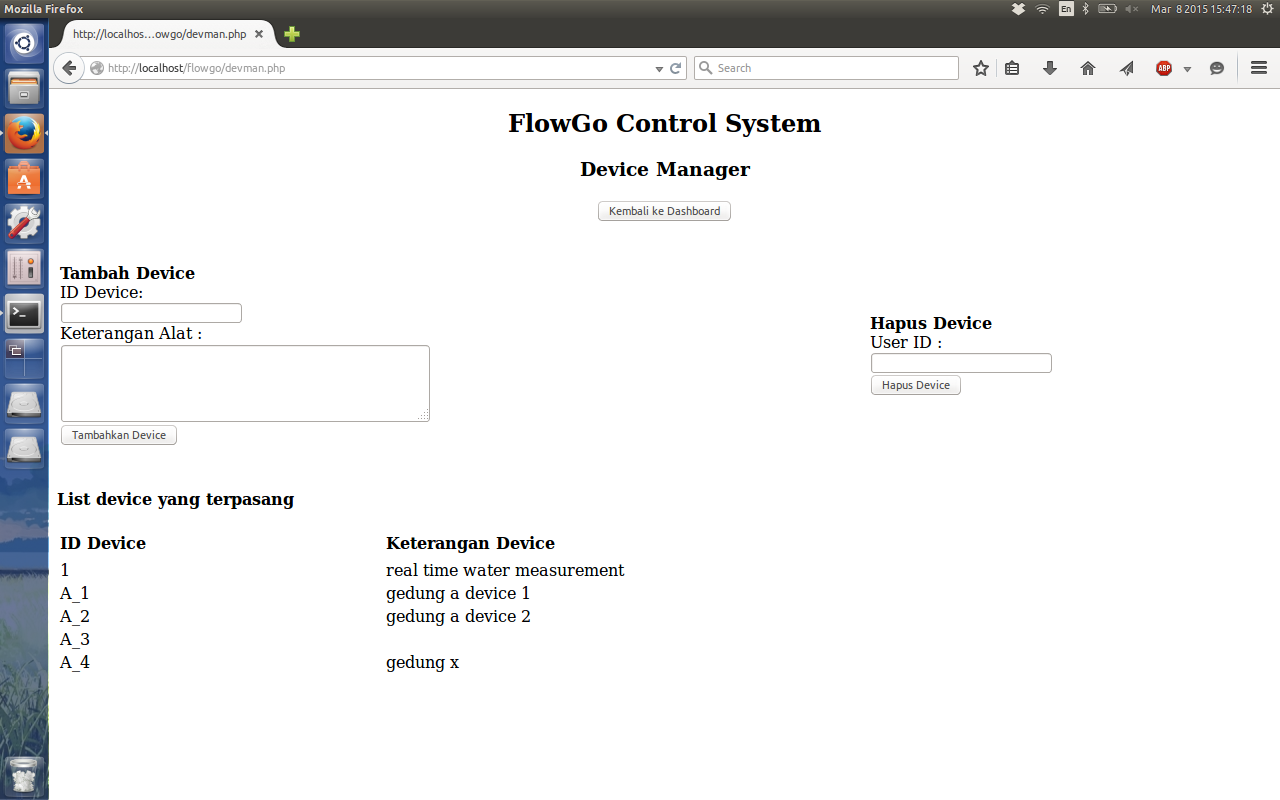 Mozilla Firefox
En
Mar 8 2015 15:47:18
http://localhos...owgo/devman.php
http://localhost/flowgo/devman.php
Search
ABP
FlowGo Control System
Device Manager
Kembali ke Dashboard
Tambah Device
ID Device:
Keterangan Alat :
Tambahkan Device
Hapus Device
User ID :
Hapus Device
List device yang terpasang
ID Device Keterangan Device
1 real time water measurement
A_1 gedung a device 1
A_2 gedung a device 2
A_3
A_4 gedung x